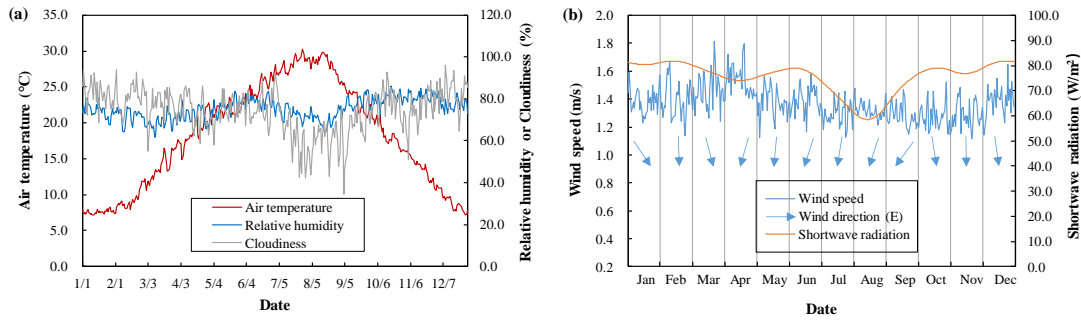 (a)
Air temperature (°C)
35.0
30.0
25.0
20.0
15.0
10.0
5.0
0.0
Air temperature
Relative humidity
Cloudiness
120.0
100.0
80.0
60.0
40.0
20.0
0.0
Relative humidity or Cloudiness (%)
1/1 2/1 3/3 4/3 5/4 6/4 7/5 8/5 9/5 10/6 11/6 12/7
Date
(b)
Wind speed (m/s)
2.0
1.8
1.6
1.4
1.2
1.0
0.8
0.6
0.4
0.2
Wind speed
Wind direction (E)
Shortwave radiation
100.0
90.0
80.0
70.0
60.0
50.0
40.0
30.0
20.0
10.0
0.0
Shortwave radiation (W/m²)
Jan Feb Mar Apr May Jun Jul Aug Sep Oct Nov Dec
Date